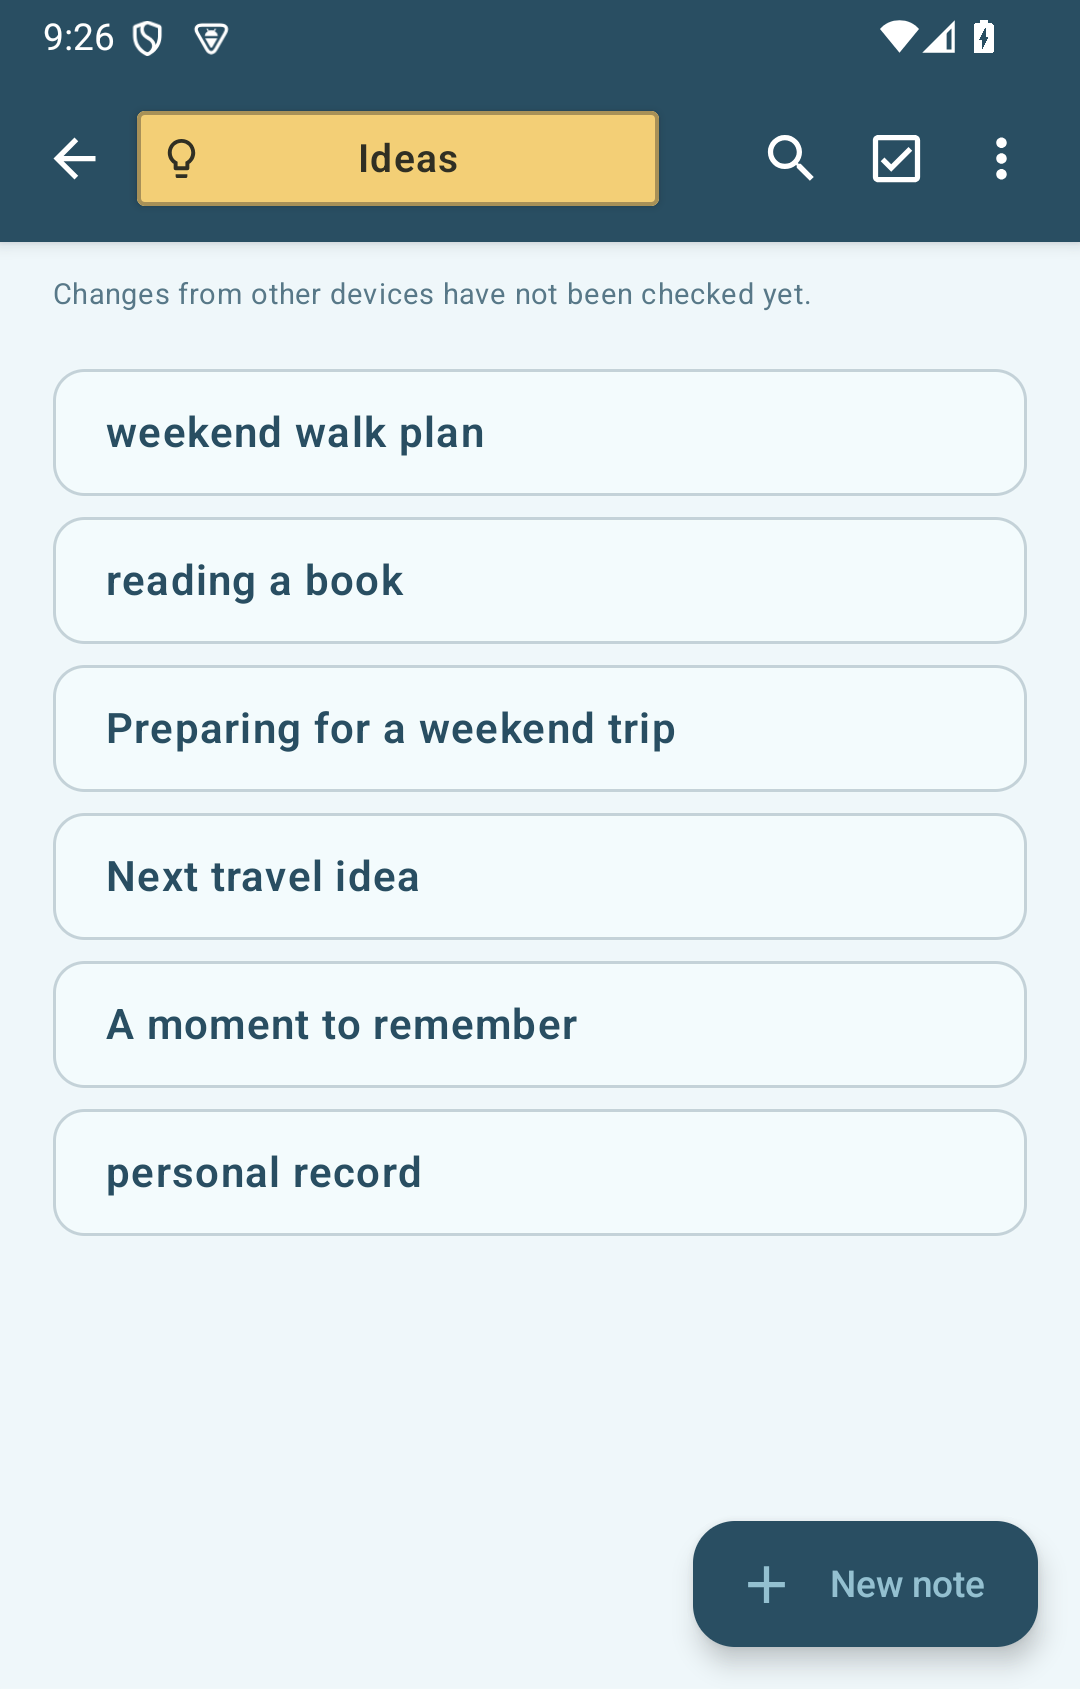 9:26
Ideas
Changes from other devices have not been checked yet.
weekend walk plan
reading a book
Preparing for a weekend trip
Next travel idea
A moment to remember
personal record
New note